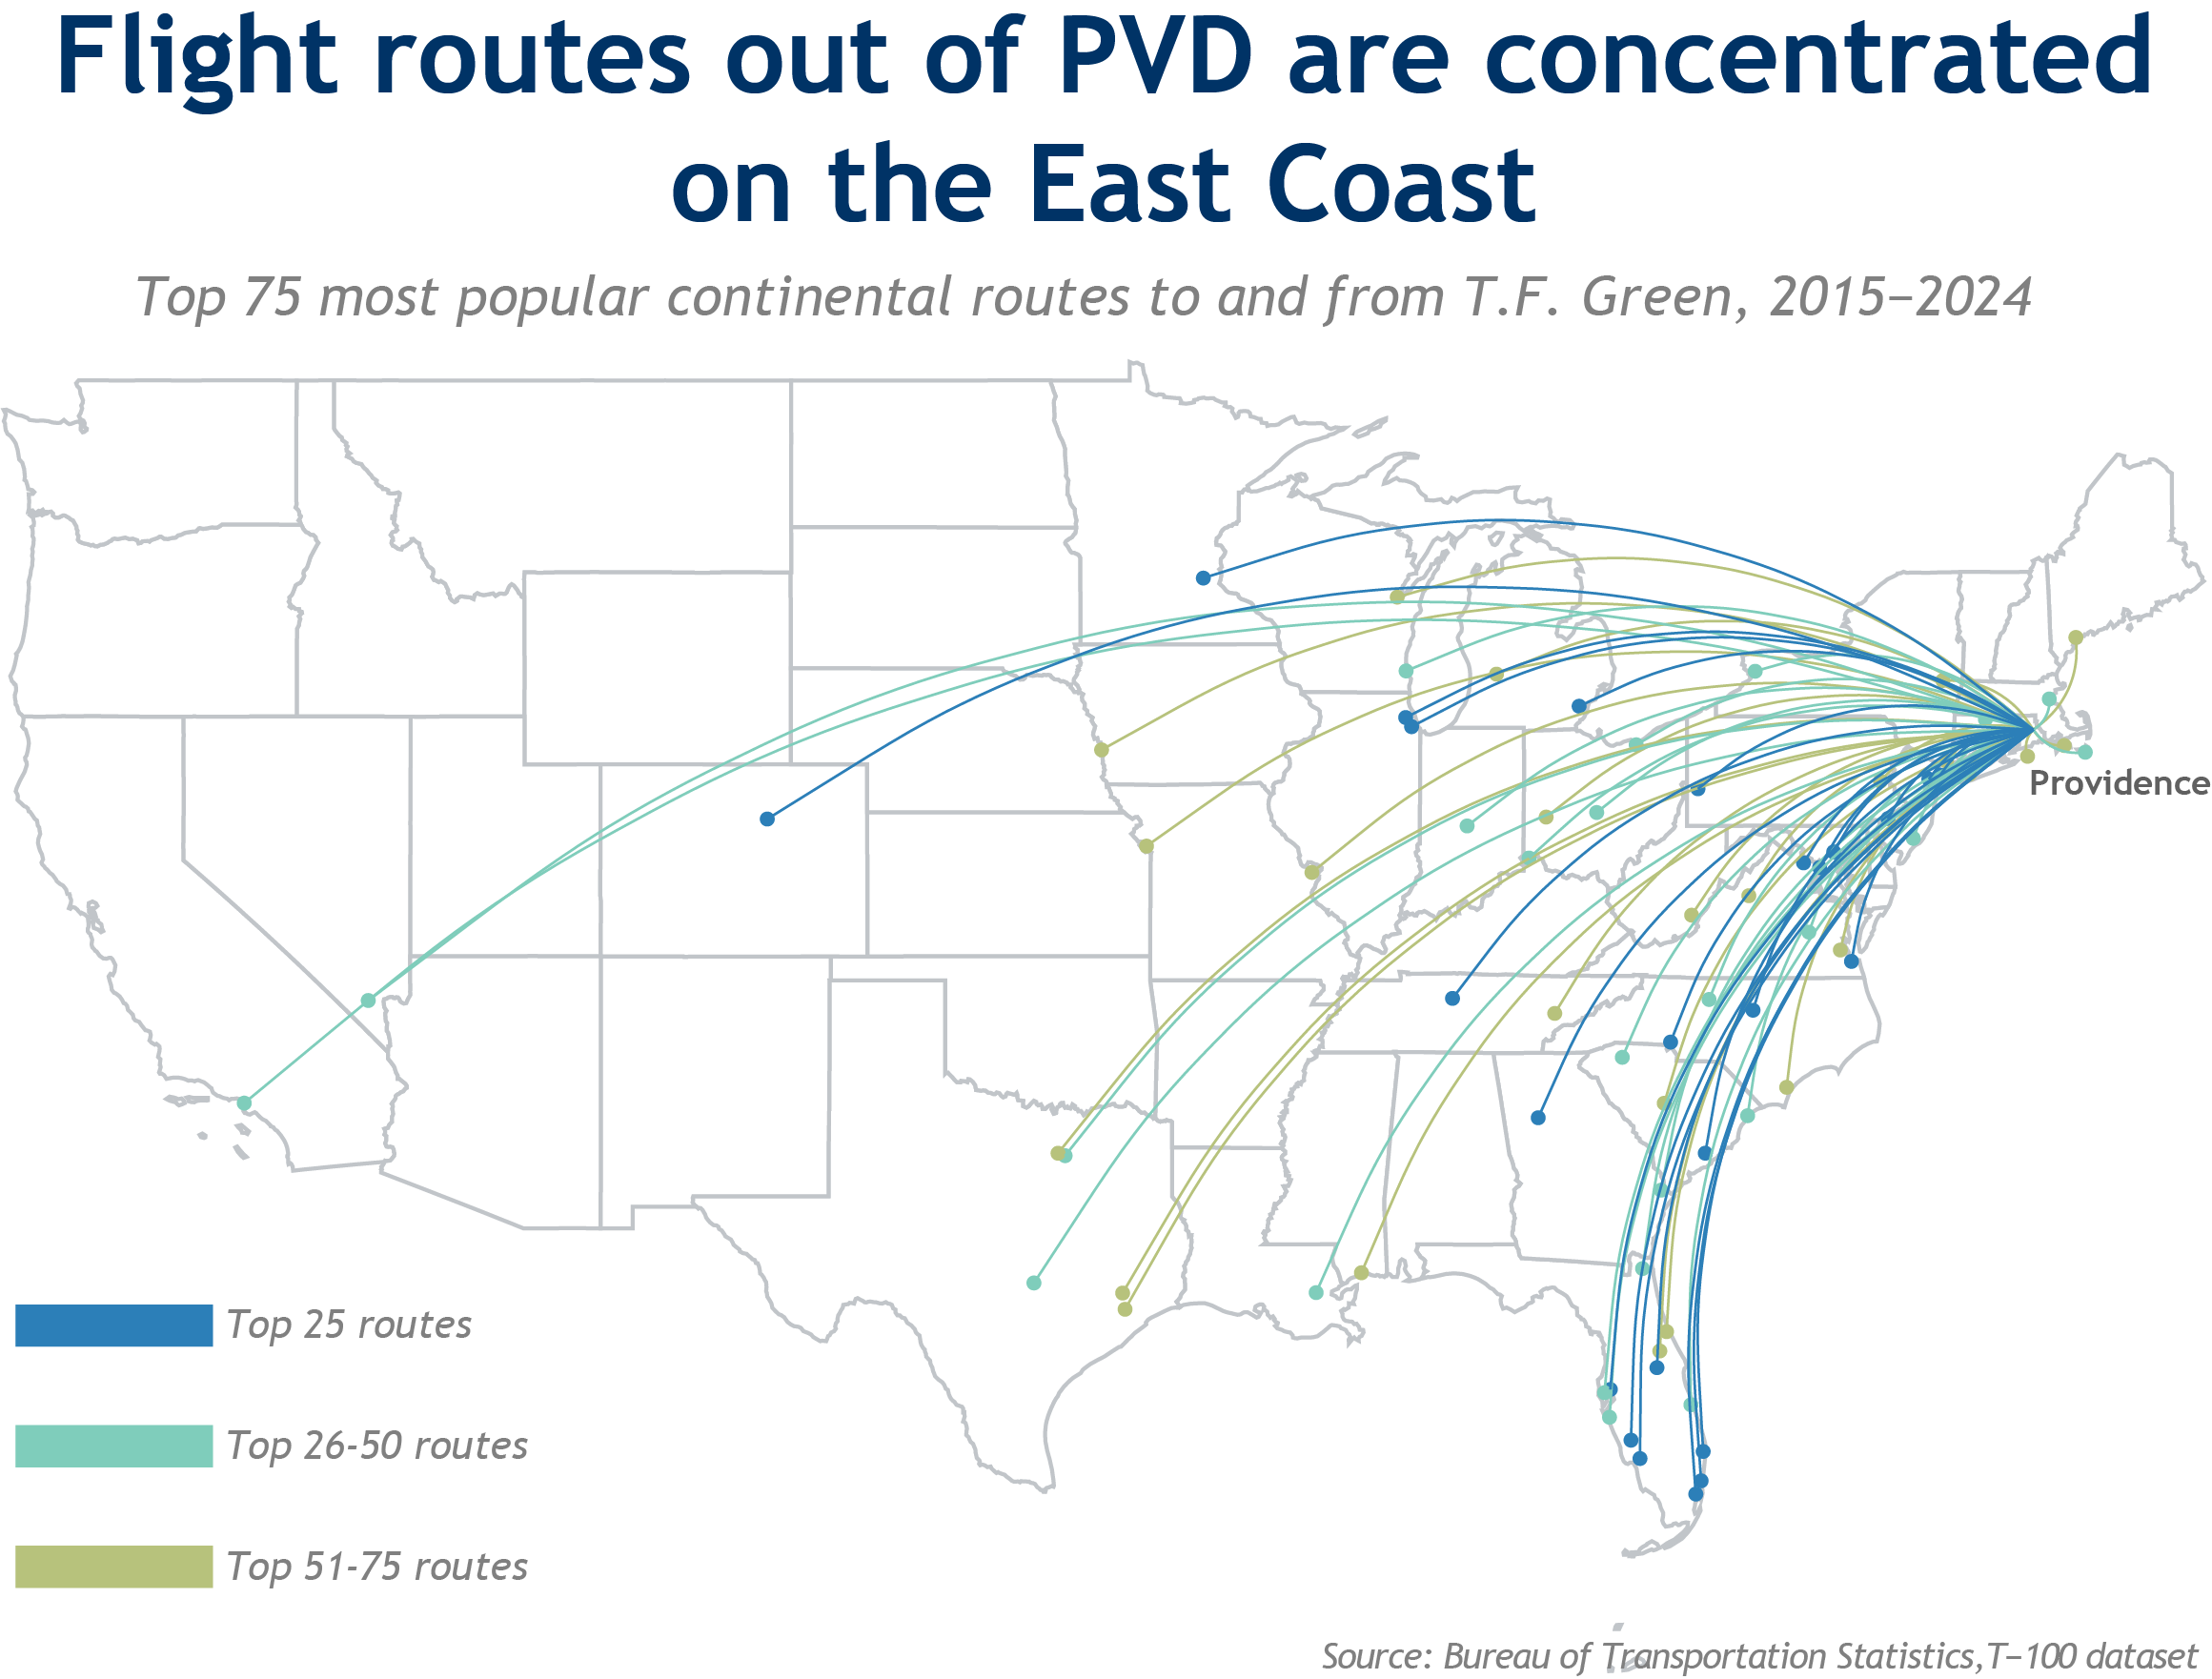 Flight routes out of PVD are concentrated
on the East Coast
Top 75 most popular continental routes to and from T.F. Green, 2015–2024
Providence
Top 25 routes
Top 26-50 routes
Top 51-75 routes
Source: Bureau of Transportation Statistics,T–100 dataset